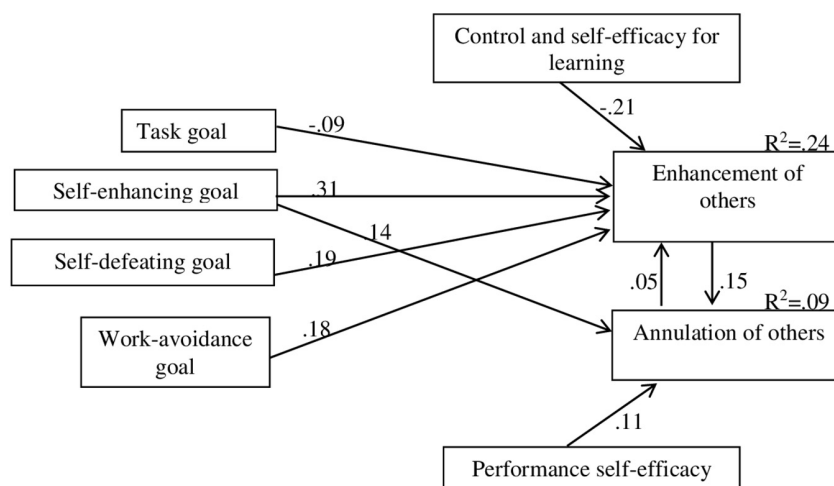 Control and self-efficacy for
learning
-.21
Task goal
-.09
R²=.24
Self-enhancing goal
.31
Enhancement of
others
.14
Self-defeating goal
.19
.05
.15
R²=.09
Work-avoidance
goal
.18
Annulation of others
.11
Performance self-efficacy